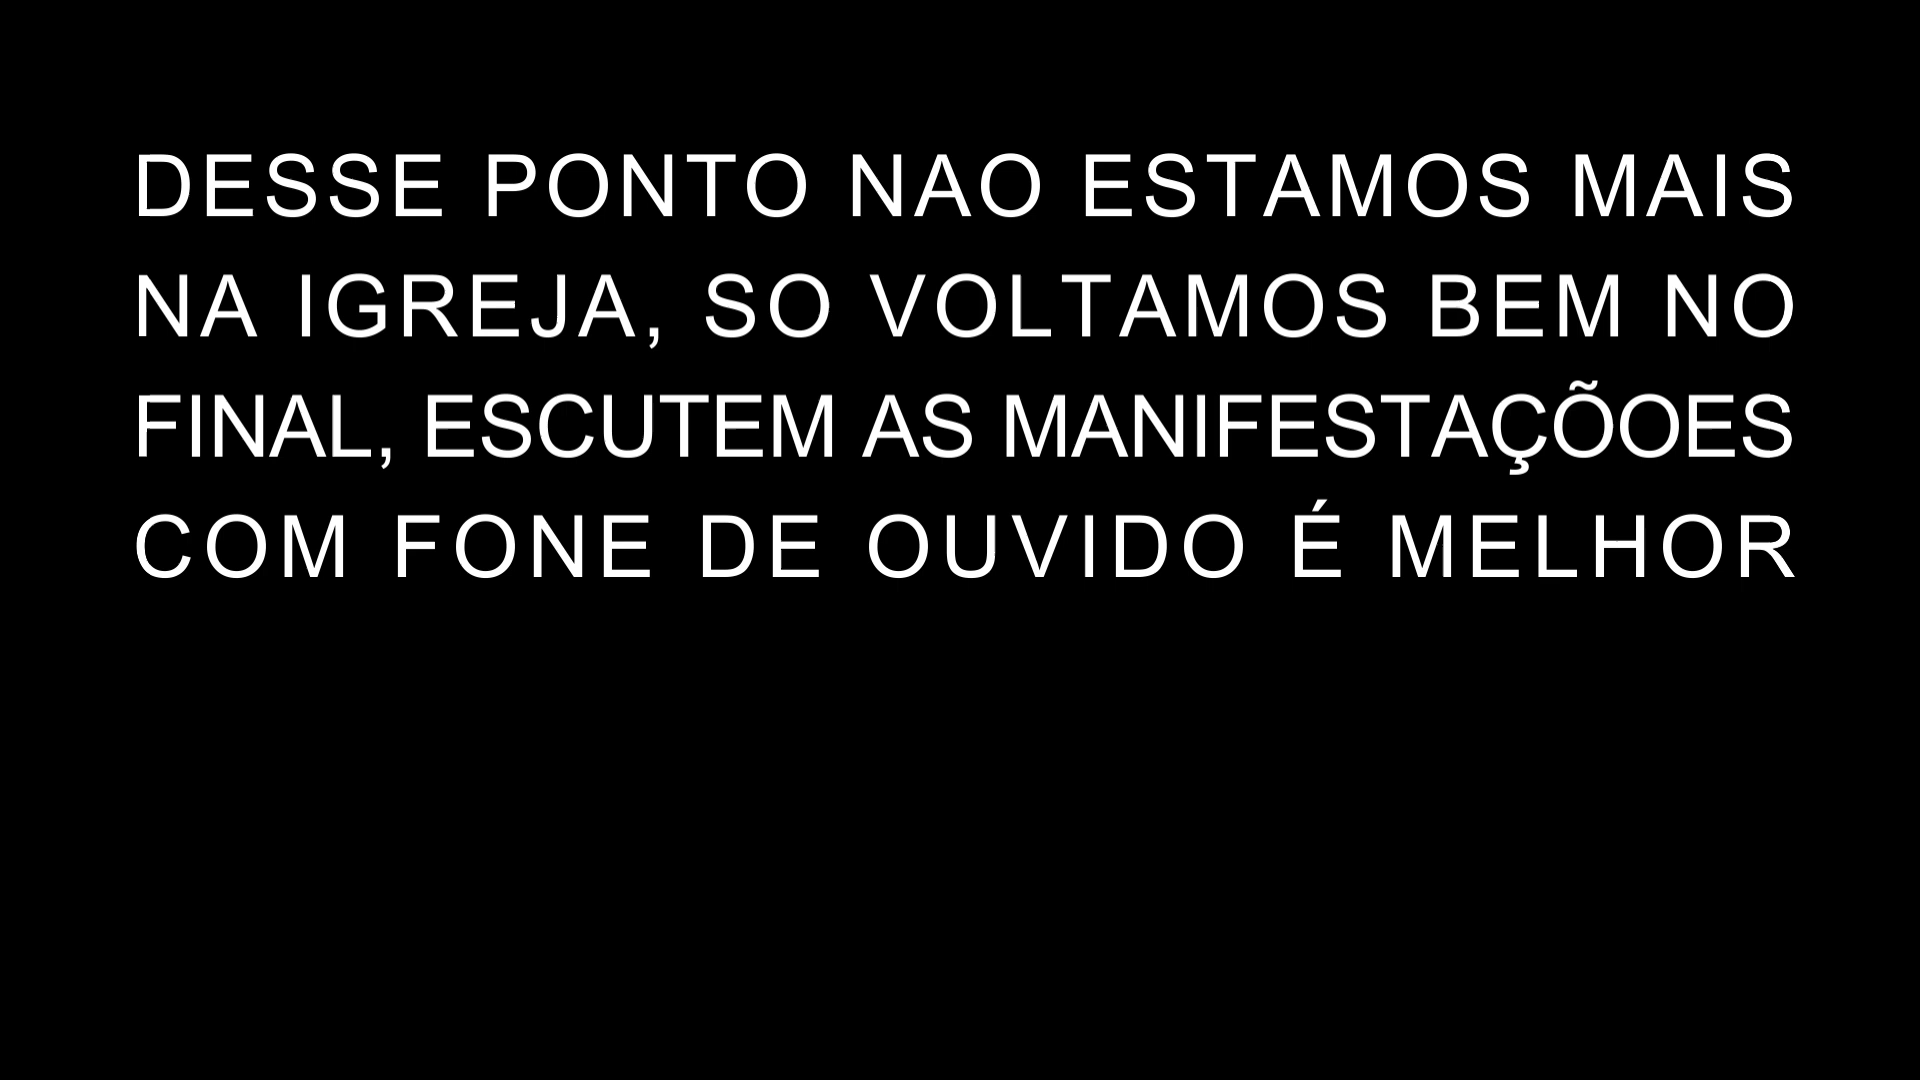 DESSE PONTO NAO ESTAMOS MAIS
NA IGREJA, SO VOLTAMOS BEM NO
FINAL, ESCUTEM AS MANIFESTAÇÕOES
COM FONE DE OUVIDO É MELHOR